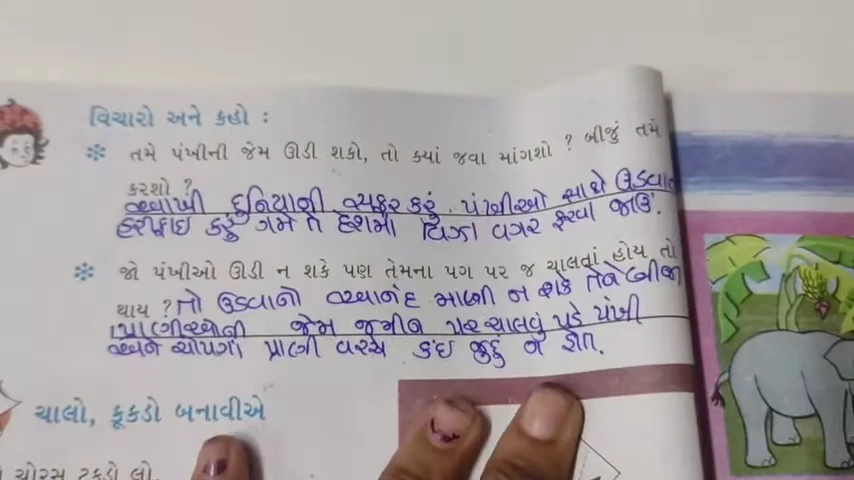 વિચારો અને કહો :
તમે પંખીની જેમ ઊડી શકો, તો ક્યાં જવા માંગશો ? બીજું તમે
કરશો ?
આખી દુનિયાની સફર કરું. પંખીઓ સાથે ઉડવાની
હરીફાઇ કરું ગમે તે દેશમાં વિઝા વગર ફરવા જાઉં.
જો પંખીઓ ઊડી ન શકે પણ તેમના પગ પર જ ચાલતાં હોય તો
થાય ? તો ઉડવાનો આનંદ માણી ન શકે તેને બીજા
પ્રાણીઓની જેમ જમીન પર ચાલવું પડે પંખી
અને ચોપગાં પ્રાણી વચ્ચે કંઇ જુદું ન હોત.
ચાલો, કૂકડો બનાવીએ
ચોરસ ટુકડો લો.